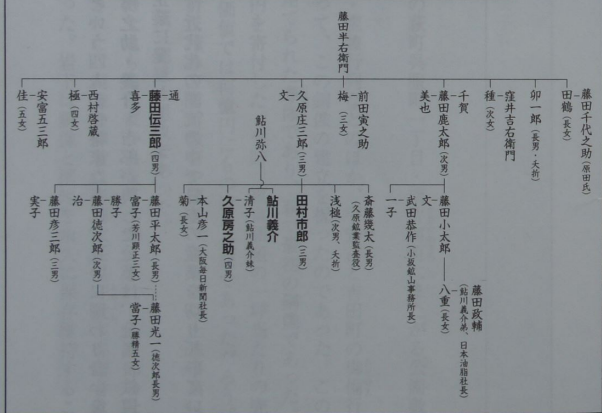 藤田半右衛門
藤田千代之助(原田氏)
田鶴(長女)
卯一郎(長男・夭折)
窪井吉右衛門
種(次女)
千賀
藤田鹿太郎(次男)
美也
前田寅之助
梅(三女)
久原庄三郎(三男)
文
鮎川弥八
通
藤田伝三郎(四男)
喜多
西村啓蔵
極(四女)
安富五三郎
佳(五女)
藤田小太郎
文
武田恭作(小坂鉱山事務所長)
一子
斎藤幾太(長男)
(久原鉱業監査役)
浅槌(次男、夭折)
田村市郎(三男)
鮎川義介
清子(鮎川義介妹)
久原房之助(四男)
本山彦一(大阪毎日新聞社長)
菊(長女)
藤田平太郎(長男)
富子(芳川顕正三女)
勝子
藤田徳次郎(次男)
治
藤田彦三郎(三男)
実子
藤田政輔
(鮎川義介弟、日本油脂社長)
八重(長女)
藤田光一(徳次郎長男)
富子(勝精五女)